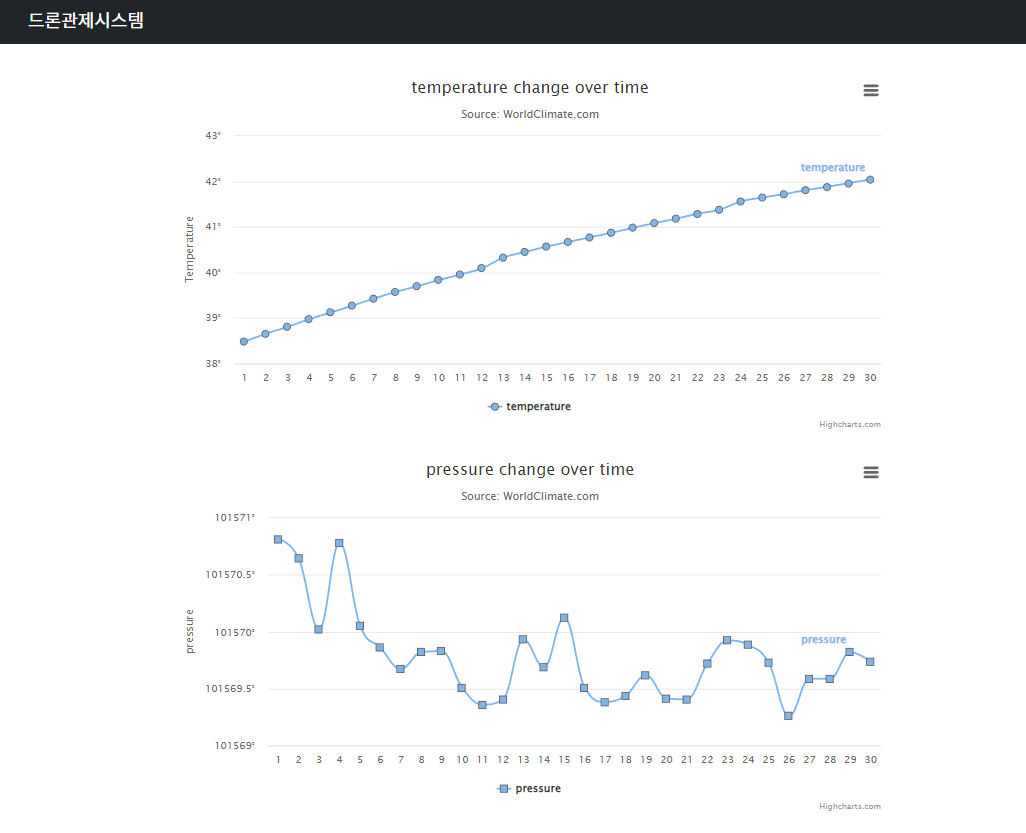 드론관제시스템
temperature change over time
Source: WorldClimate.com
43°
42°
41°
40°
39°
38°
Temperature
temperature
1 2 3 4 5 6 7 8 9 10 11 12 13 14 15 16 17 18 19 20 21 22 23 24 25 26 27 28 29 30
temperature
Highcharts.com
pressure change over time
Source: WorldClimate.com
101571°
101570.5°
101570°
101569.5°
101569°
pressure
pressure
1 2 3 4 5 6 7 8 9 10 11 12 13 14 15 16 17 18 19 20 21 22 23 24 25 26 27 28 29 30
pressure
Highcharts.com